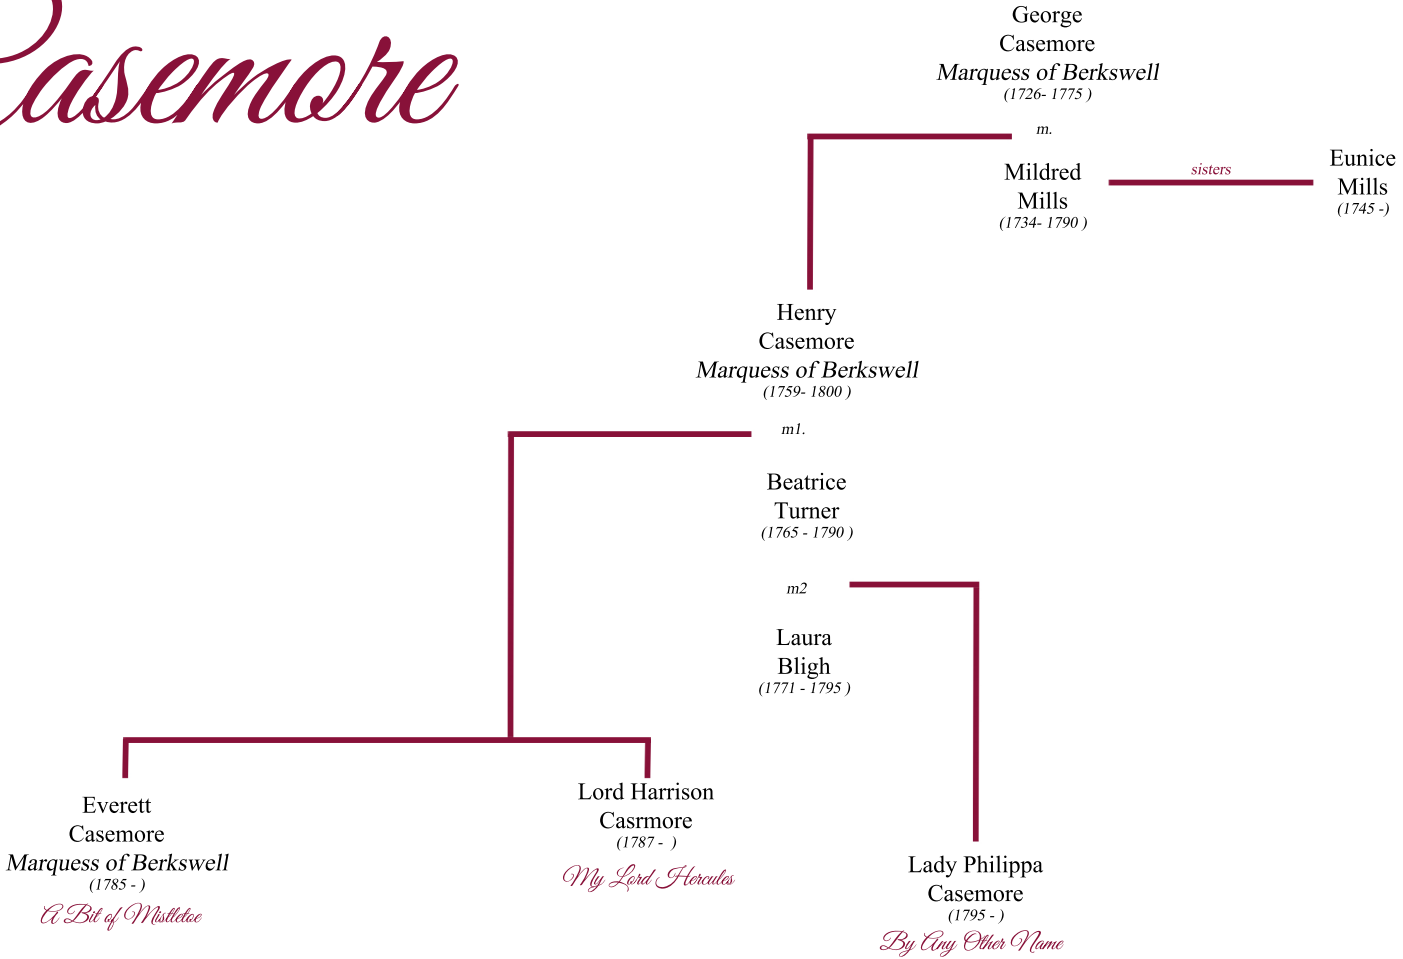 Casemore
George
Casemore
Marquess of Berkswell
(1726- 1775 )
m.
Mildred
Mills
(1734- 1790 )
sisters
Eunice
Mills
(1745 -)
Henry
Casemore
Marquess of Berkswell
(1759- 1800 )
m1.
Beatrice
Turner
(1765 - 1790 )
m2
Laura
Bligh
(1771 - 1795 )
Everett
Casemore
Marquess of Berkswell
(1785 - )
A Bit of Mistletoe
Lord Harrison
Casrmore
(1787 -  )
My Lord Hercules
Lady Philippa
Casemore
(1795 - )
By Any Other Name